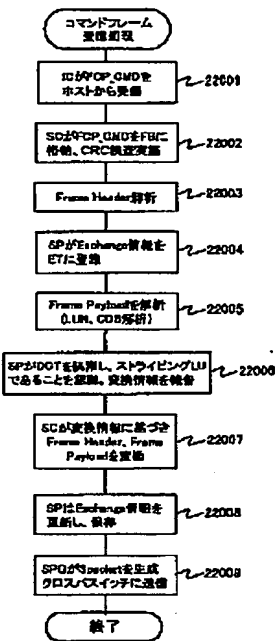 コマンドフレーム
受信処理
ICがFCP_CMDを
ホストから受信
22001
SCがFCP_CMDをFBに
格納、CRC検査実施
22002
Frame Header解析
22003
SPがExchange情報を
ETに登録
22004
Frame Payloadを解析
(LUN、CDB解析)
22005
SPがDCTを検索し、ストライピングLU
であることを認識、変換情報を
22006
SCが変換情報に基づき
Frame Header、Frame
Payloadを変換
22007
SPはExchange情報を
更新し、保存
22008
SPGがSpacketを生成
クロスバスイッチに送信
22009
終了